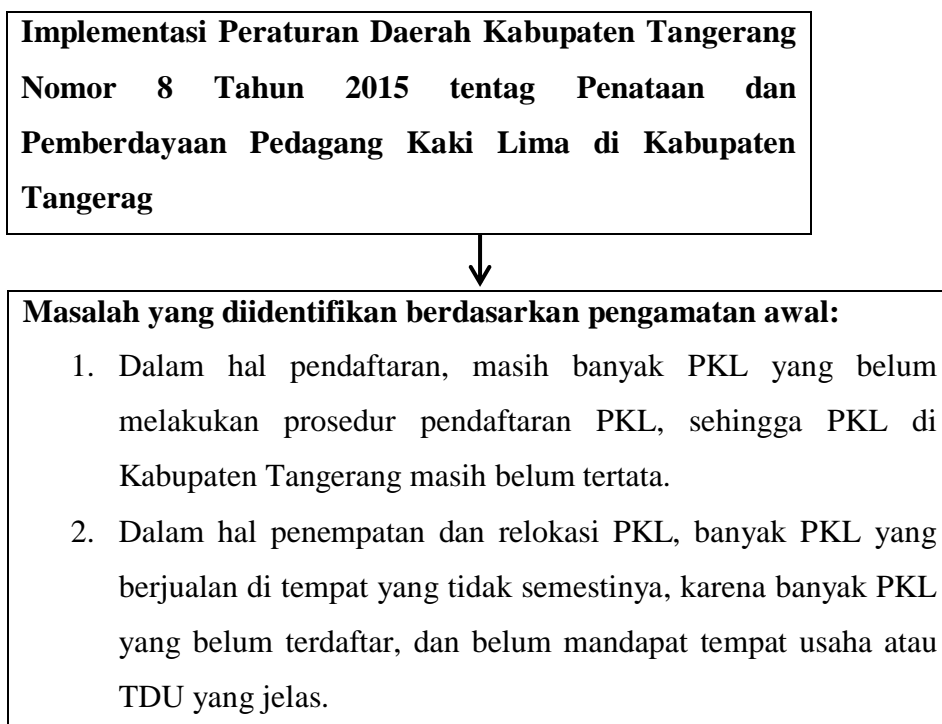 Implementasi Peraturan Daerah Kabupaten Tangerang
Nomor 8 Tahun 2015 tentag Penataan dan
Pemberdayaan Pedagang Kaki Lima di Kabupaten
Tangerag
Masalah yang diidentifikan berdasarkan pengamatan awal:
1. Dalam hal pendaftaran, masih banyak PKL yang belum
melakukan prosedur pendaftaran PKL, sehingga PKL di
Kabupaten Tangerang masih belum tertata.
2. Dalam hal penempatan dan relokasi PKL, banyak PKL yang
berjualan di tempat yang tidak semestinya, karena banyak PKL
yang belum terdaftar, dan belum mandapat tempat usaha atau
TDU yang jelas.